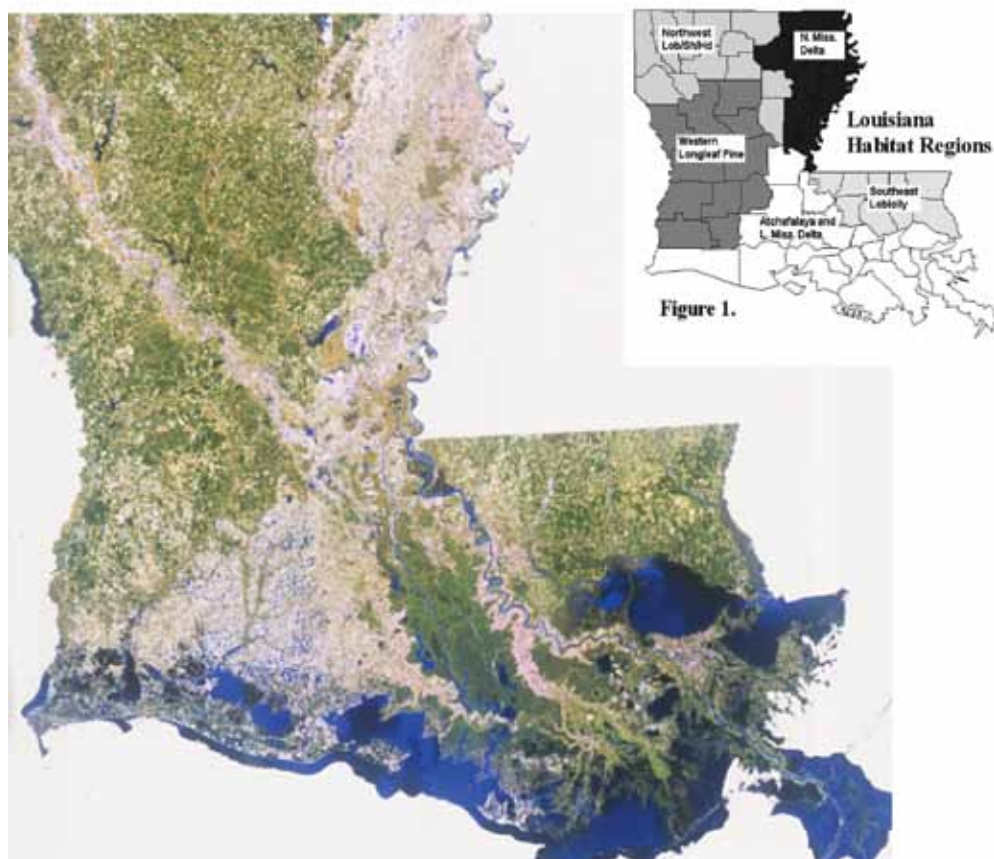 Northwest
Lob/Sh/Hd
N. Miss.
Delta
Louisiana
Habitat Regions
Western
Longleaf Pine
Southeast
Loblolly
Atchafalaya and
L. Miss. Delta
Figure 1.